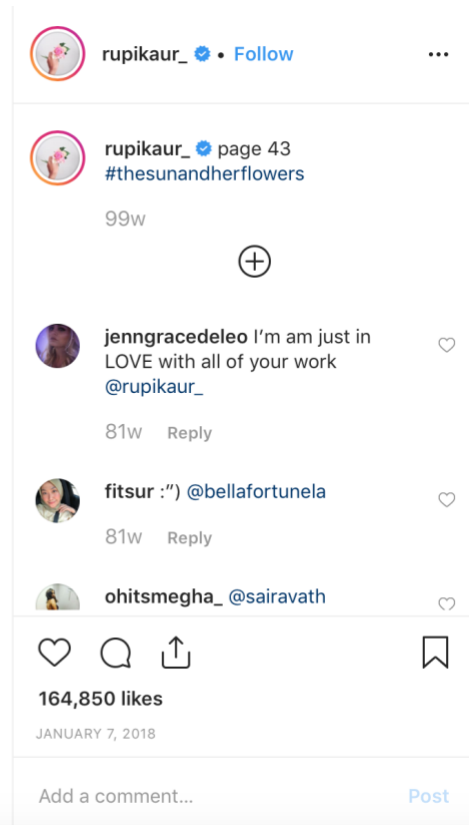 rupikaur_ • Follow
rupikaur_ page 43
#thesunandherflowers
99w
jenngracedeleo I’m am just in
LOVE with all of your work
@rupikaur_
81w Reply
fitsur :”) @bellafortunela
81w Reply
ohitsmegha_ @sairavath
164,850 likes
JANUARY 7, 2018
Add a comment... Post